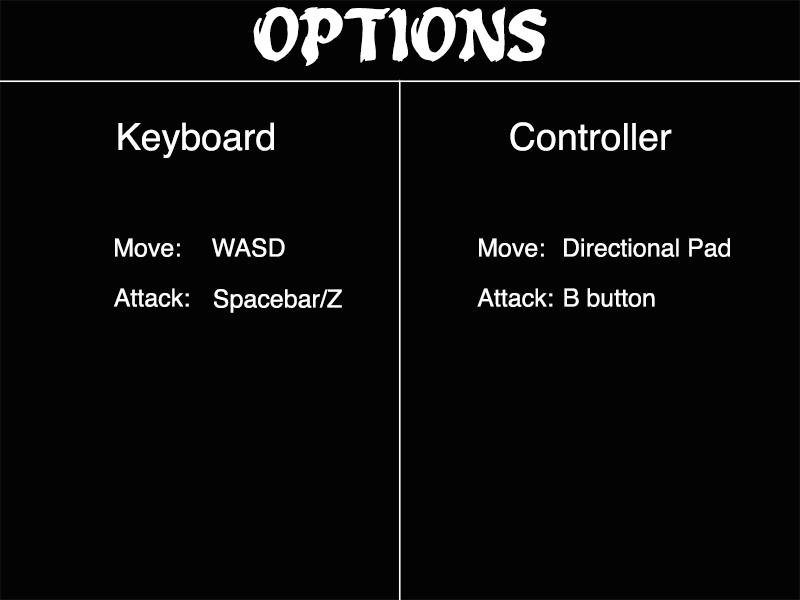 OPTIONS
Keyboard
Move: WASD
Attack: Spacebar/Z
Controller
Move: Directional Pad
Attack: B button